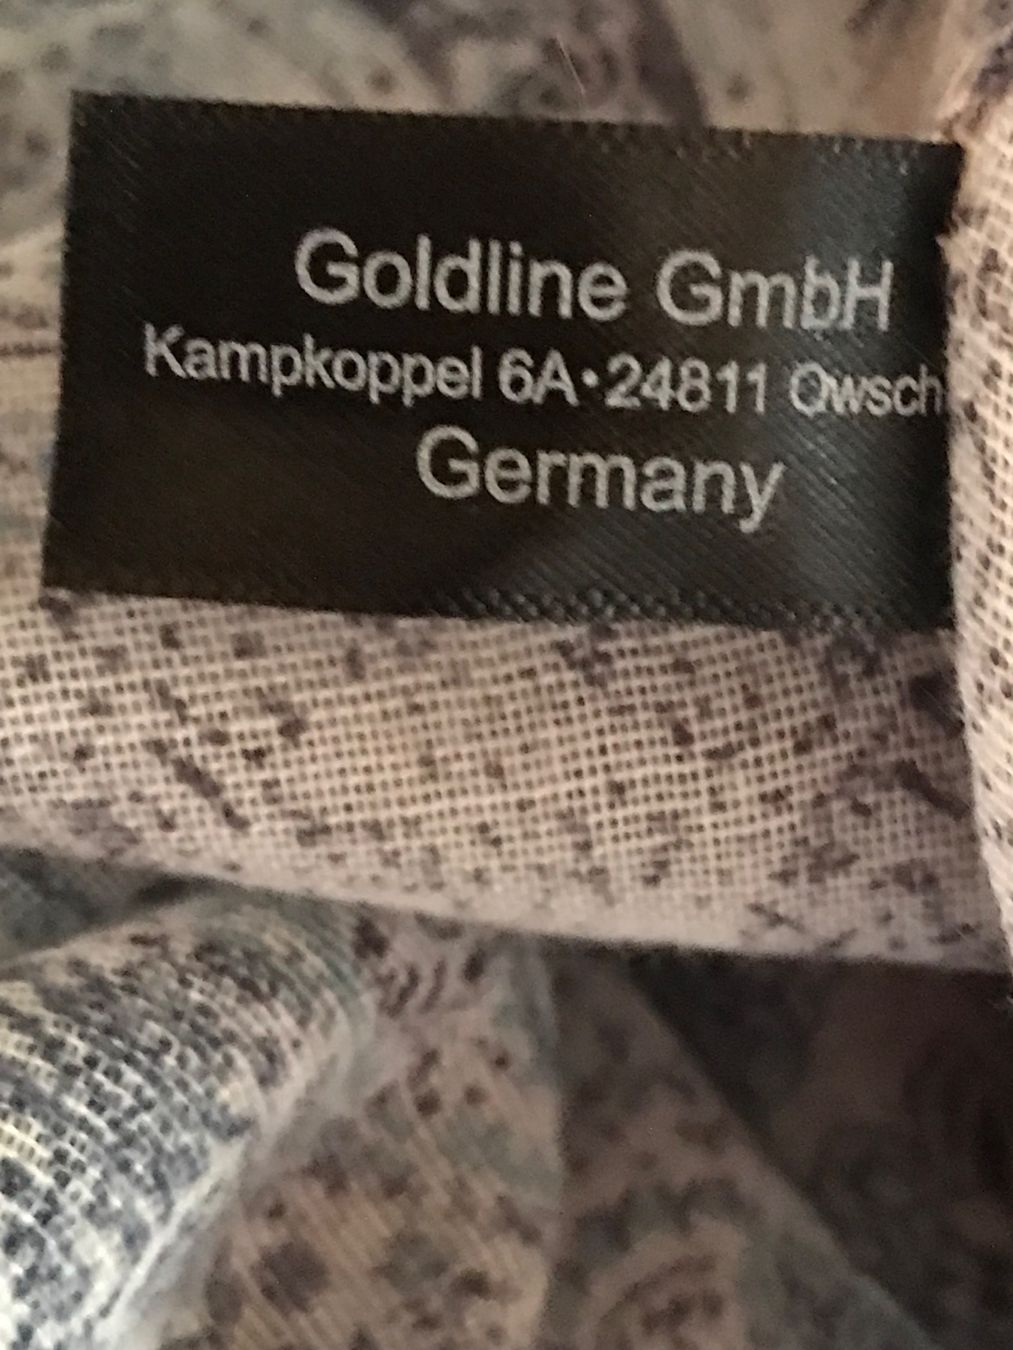 Goldline GmbH
Kampkoppel 6A•24811 Owsch
Germany